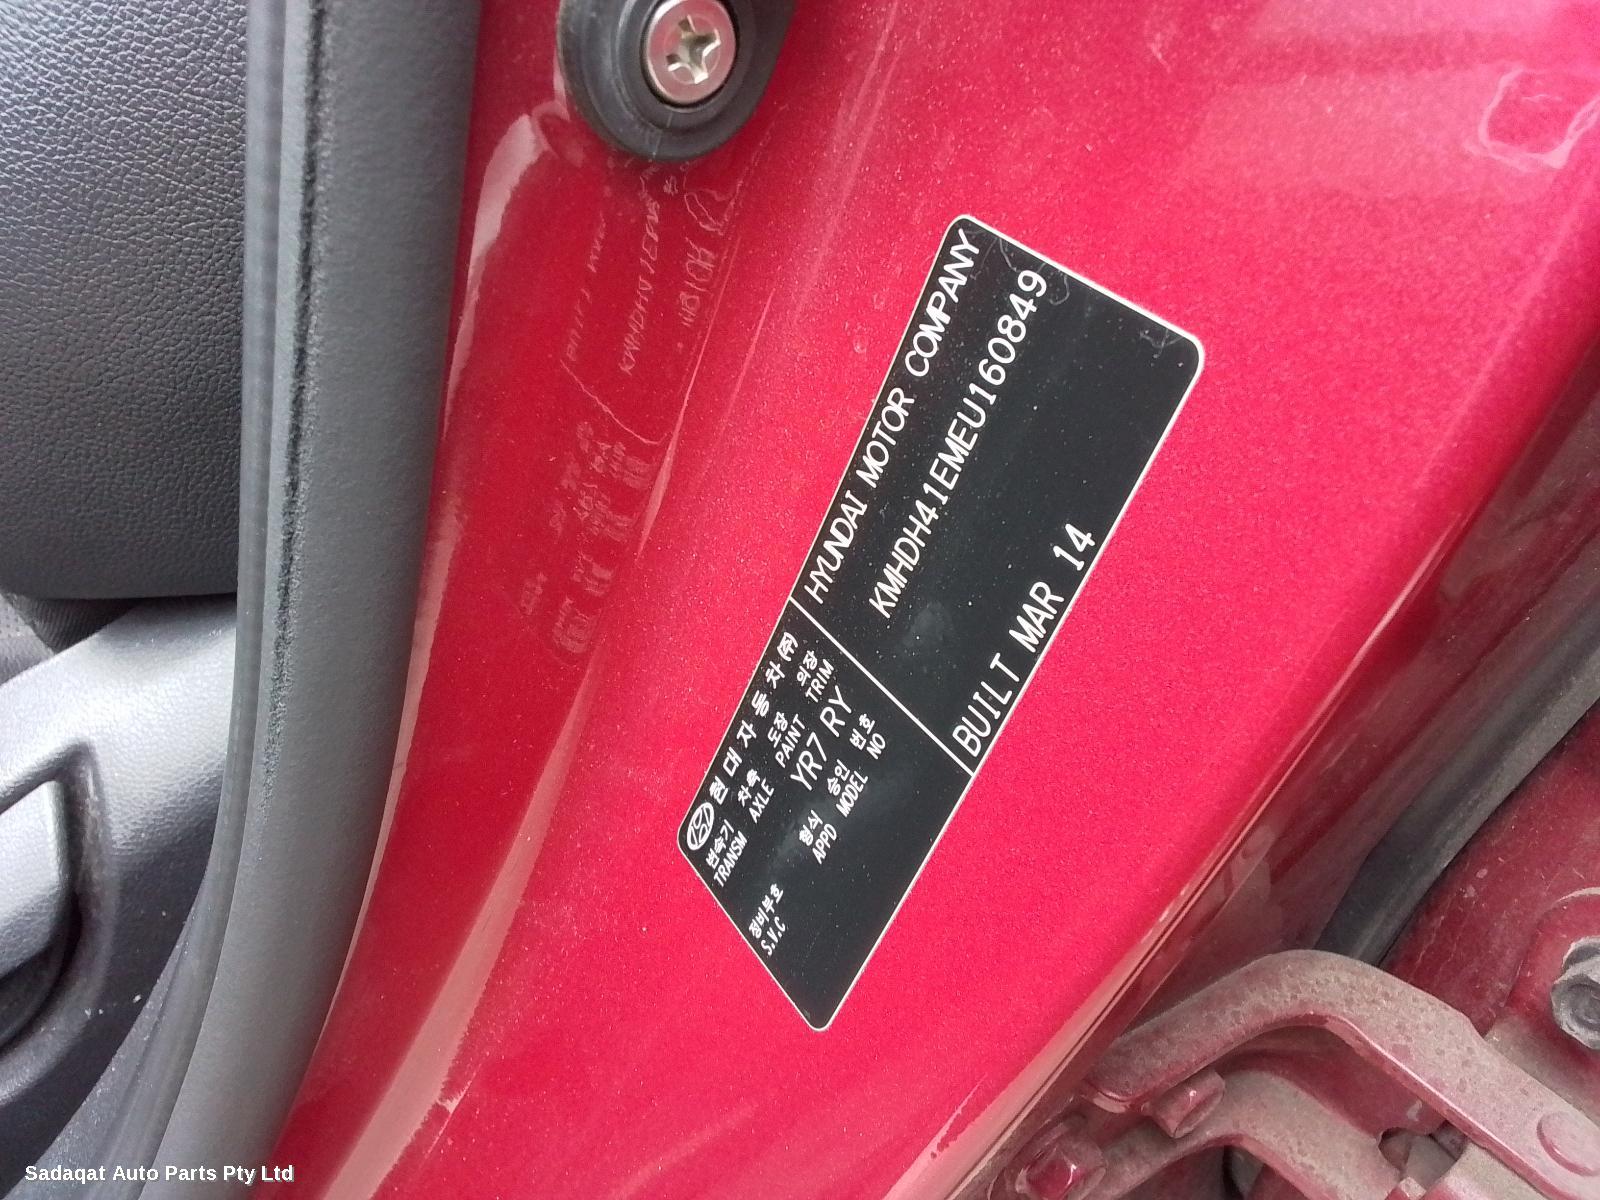 현대자동차(주) HYUNDAI MOTOR COMPANY
변속기 차축 도장 의장
TRANSM AXLE PAINT TRIM
YR7 RY
KMHDH41EMEU160849
형식 승인 번호
APPD MODEL NO
BUILT MAR 14
정비부호
S.V.C
Sadaqat Auto Parts Pty Ltd